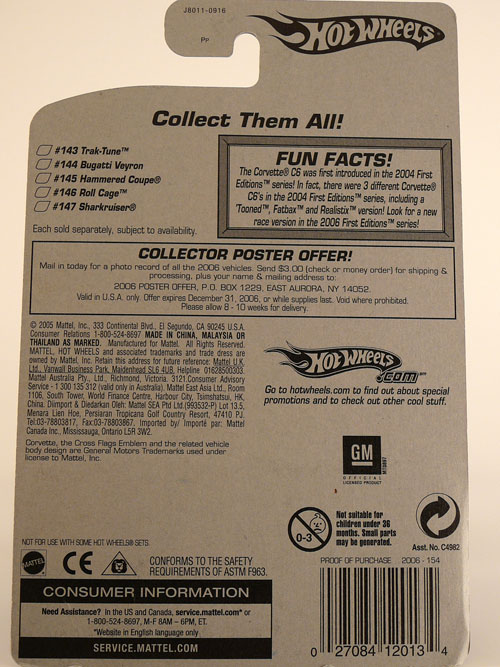 J8011-0916
PP
HOT WHEELS
Collect Them All!
#143 Trak-Tune™
#144 Bugatti Veyron
#145 Hammered Coupe®
#146 Roll Cage™
#147 Sharkruiser®
Each sold separately, subject to availability.
FUN FACTS!
The Corvette® C6 was first introduced in the 2004 First
Editions™ series! In fact, there were 3 different Corvette®
C6's in the 2004 First Editions™ series, including a
'Tooned™, Fatbax™ and Realistix™ version! Look for a new
race version in the 2006 First Editions™ series!
COLLECTOR POSTER OFFER!
Mail in today for a photo record of all the 2006 vehicles. Send $3.00 (check or money order) for shipping &
processing, plus your name & mailing address to:
2006 POSTER OFFER, P.O. BOX 1229, EAST AURORA, NY 14052.
Valid in U.S.A. only. Offer expires December 31, 2006, or while supplies last. Void where prohibited.
Please allow 8 - 10 weeks for delivery.
© 2005 Mattel, Inc., 333 Continental Blvd., El Segundo, CA 90245 U.S.A.
Consumer Relations 1-800-524-8697. MADE IN CHINA, MALAYSIA OR
THAILAND AS MARKED. Manufactured for Mattel. All Rights Reserved.
MATTEL, HOT WHEELS and associated trademarks and trade dress are
owned by Mattel, Inc. Retain this address for future reference: Mattel U.K.
Ltd., Vanwall Business Park, Maidenhead SL6 4UB. Helpline 01628500303.
Mattel Australia Pty., Ltd., Richmond, Victoria. 3121.Consumer Advisory
Service - 1 300 135 312 (valid only in Australia). Mattel East Asia Ltd., Room
1106, South Tower, World Finance Centre, Harbour City, Tsimshatsui, HK,
China. Diimport & Diedarkan Oleh: Mattel SEA Ptd Ltd.(993532-P) Lot 13.5,
Menara Lien Hoe, Persiaran Tropicana Golf Country Resort, 47410 PJ.
Tel:03-78803817, Fax:03-78803867. Imported by/ Importé par: Mattel
Canada Inc., Mississauga, Ontario L5R 3W2.
Corvette, the Cross Flags Emblem and the related vehicle
body design are General Motors Trademarks used under
license to Mattel, Inc.
HOT WHEELS
.com™
Go to hotwheels.com to find out about special
promotions and to check out other cool stuff.
GM
OFFICIAL
LICENSED PRODUCT
0-3
Not suitable for
children under 36
months. Small parts
may be generated.
Asst. No. C4982
NOT FOR USE WITH SOME HOT WHEELS® SETS.
MATTEL
CE
CONFORMS TO THE SAFETY
REQUIREMENTS OF ASTM F963.
CONSUMER INFORMATION
Need Assistance? In the US and Canada, service.mattel.com* or
1-800-524-8697, M-F 8AM – 6PM, ET.
*Website in English language only
SERVICE.MATTEL.COM
PROOF OF PURCHASE 2006 - 154
0 27084 12013 4